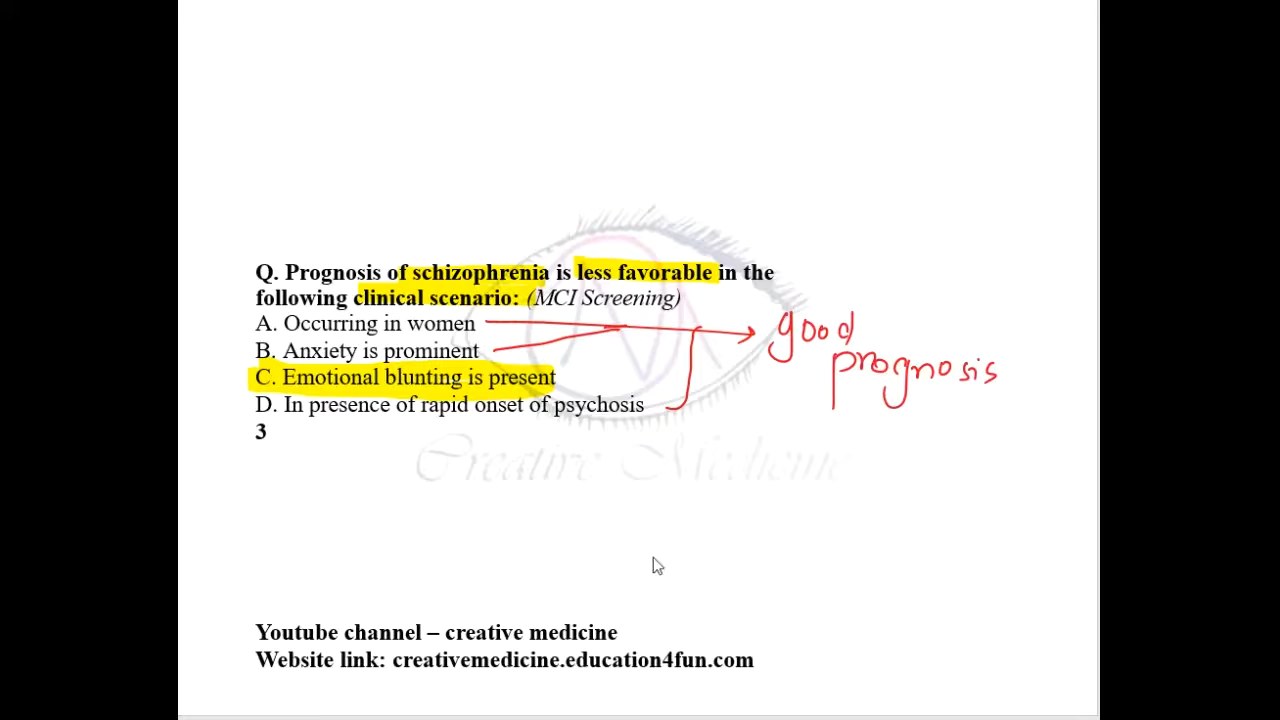 Q. Prognosis of schizophrenia is less favorable in the
following clinical scenario: (MCI Screening)
A. Occurring in women
B. Anxiety is prominent
C. Emotional blunting is present
D. In presence of rapid onset of psychosis
3
good
prognosis
Creative Medicine
Youtube channel – creative medicine
Website link: creativemedicine.education4fun.com